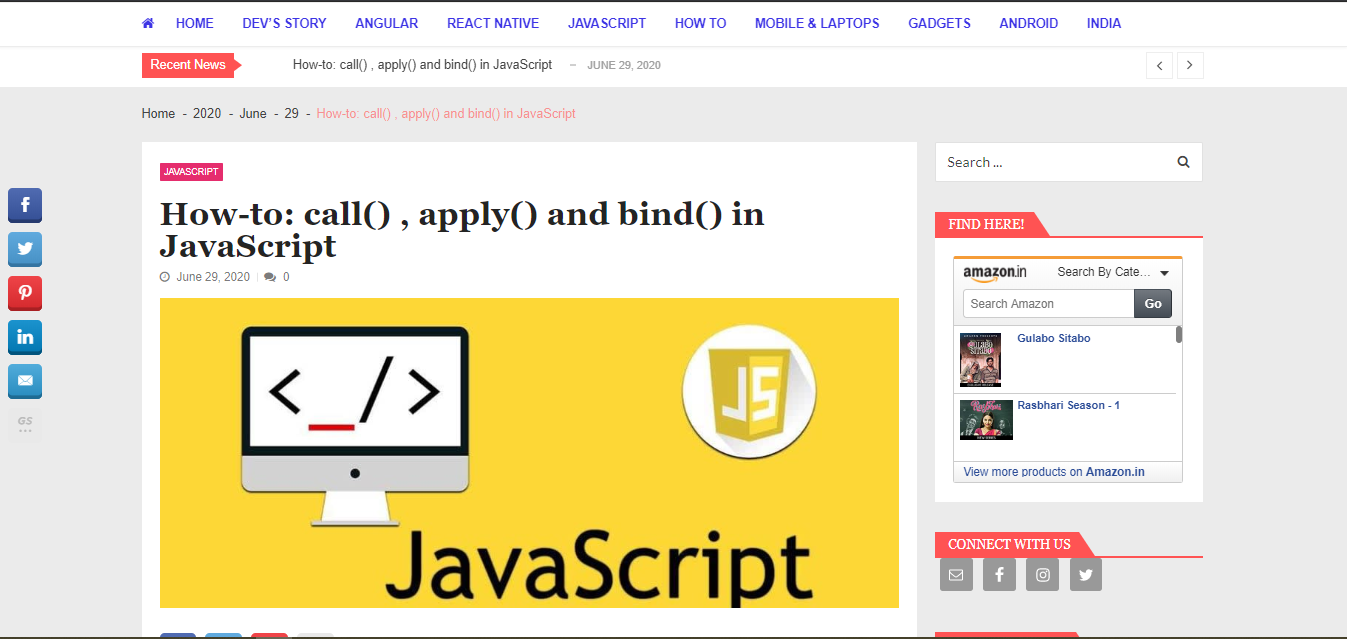 HOME DEV'S STORY ANGULAR REACT NATIVE JAVASCRIPT HOW TO MOBILE & LAPTOPS GADGETS ANDROID INDIA
Recent News How-to: call() , apply() and bind() in JavaScript – JUNE 29, 2020
Home - 2020 - June - 29 - How-to: call() , apply() and bind() in JavaScript
JAVASCRIPT
How-to: call() , apply() and bind() in
JavaScript
June 29, 2020 0
JS
JavaScript
f
in
GS
Search ...
FIND HERE!
amazon.in Search By Cate...
Search Amazon Go
GULABO SITABO
Gulabo Sitabo
Rasbhari Season - 1
View more products on Amazon.in
CONNECT WITH US